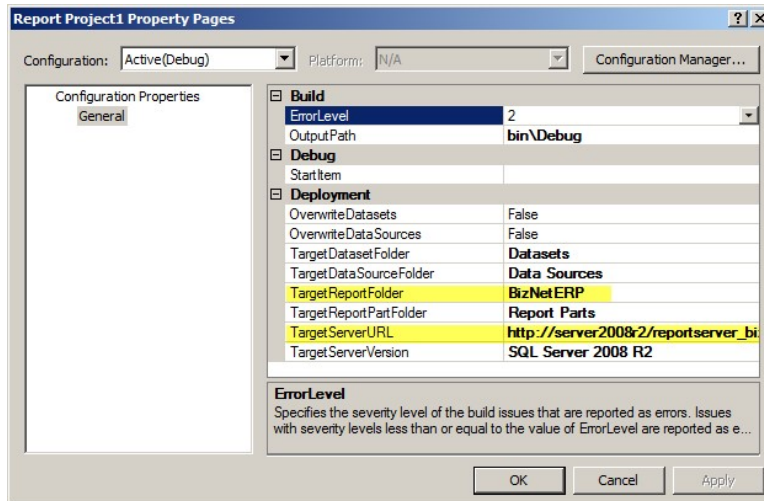 Report Project1 Property Pages
Configuration: Active(Debug) Platform: N/A Configuration Manager...
Configuration Properties
General
Build
ErrorLevel 2
OutputPath bin\Debug
Debug
StartItem
Deployment
OverwriteDatasets False
OverwriteDataSources False
TargetDatasetFolder Datasets
TargetDataSourceFolder Data Sources
TargetReportFolder BizNetERP
TargetReportPartFolder Report Parts
TargetServerURL http://server2008r2/reportserver_bi
TargetServerVersion SQL Server 2008 R2
ErrorLevel
Specifies the severity level of the build issues that are reported as errors. Issues
with severity levels less than or equal to the value of ErrorLevel are reported as e...
OK Cancel Apply